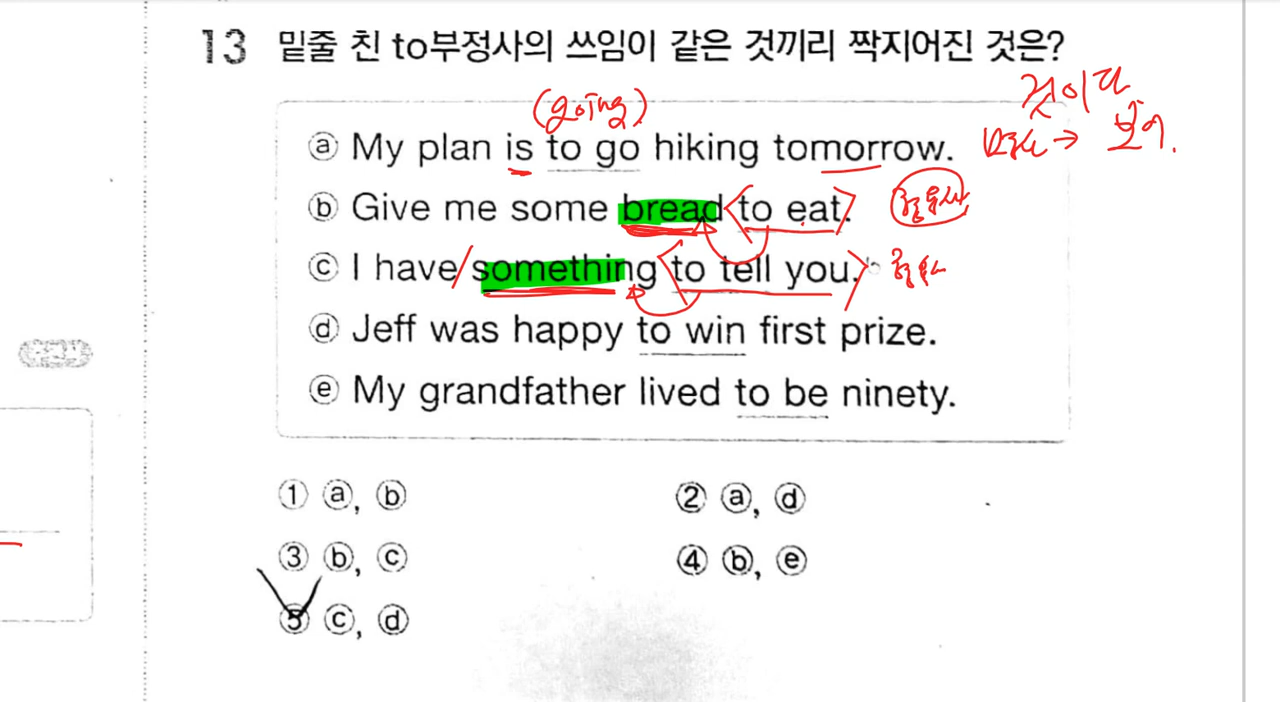 13 밑줄 친 to부정사의 쓰임이 같은 것끼리 짝지어진 것은?
것이다
(going)
ⓐ My plan is to go hiking tomorrow. → 보어.
ⓑ Give me some bread <to eat.>
ⓒ I have / something <to tell you.>
ⓓ Jeff was happy to win first prize.
ⓔ My grandfather lived to be ninety.
① ⓐ, ⓑ
② ⓐ, ⓓ
③ ⓑ, ⓒ
④ ⓑ, ⓔ
⑤ ⓒ, ⓓ